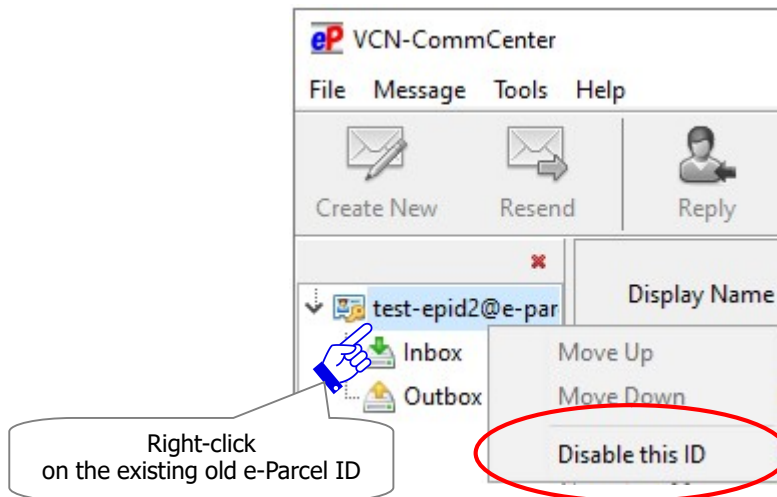 eP VCN-CommCenter
File Message Tools Help
Create New Resend Reply
test-epid2@e-par
Display Name
Inbox
Outbox
Move Up
Move Down
Disable this ID
Right-click
on the existing old e-Parcel ID